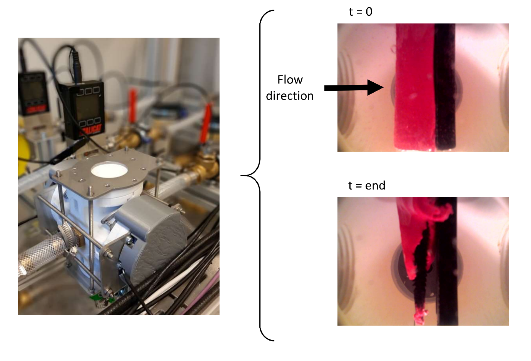 t = 0
Flow
direction
t = end